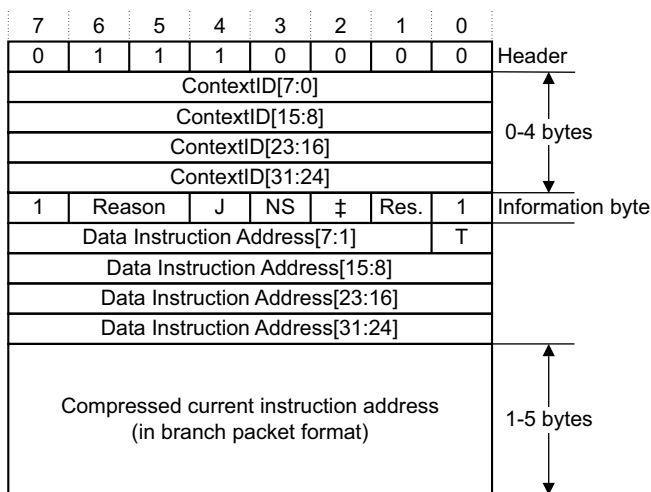 7 6 5 4 3 2 1 0
0 1 1 1 0 0 0 0 Header
ContextID[7:0]
ContextID[15:8]
0-4 bytes
ContextID[23:16]
ContextID[31:24]
1 Reason J NS ‡ Res. 1 Information byte
Data Instruction Address[7:1] T
Data Instruction Address[15:8]
Data Instruction Address[23:16]
Data Instruction Address[31:24]
Compressed current instruction address
(in branch packet format)
1-5 bytes